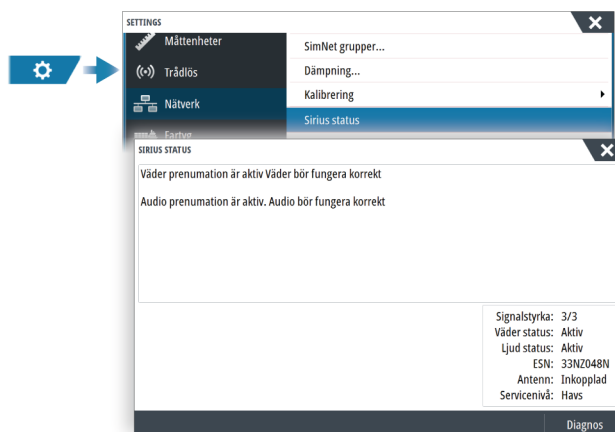 SETTINGS
Måttenheter
SimNet grupper...
Trådlös
Dämpning...
Nätverk
Kalibrering
Sirius status
Fartyg
SIRIUS STATUS
Väder prenumation är aktiv Väder bör fungera korrekt
Audio prenumation är aktiv. Audio bör fungera korrekt
Signalstyrka: 3/3
Väder status: Aktiv
Ljud status: Aktiv
ESN: 33NZ048N
Antenn: Inkopplad
Servicenivå: Havs
Diagnos